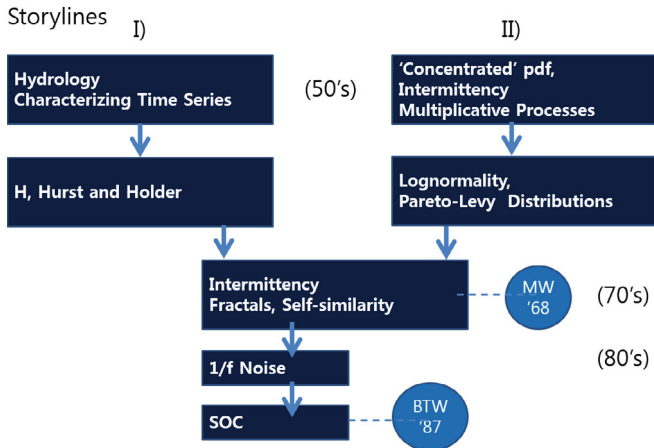 Storylines
I)
II)
Hydrology
Characterizing Time Series
(50's)
'Concentrated' pdf,
Intermittency
Multiplicative Processes
H, Hurst and Holder
Lognormality,
Pareto-Levy Distributions
Intermittency
Fractals, Self-similarity
MW
'68
(70's)
1/f Noise
(80's)
SOC
BTW
'87